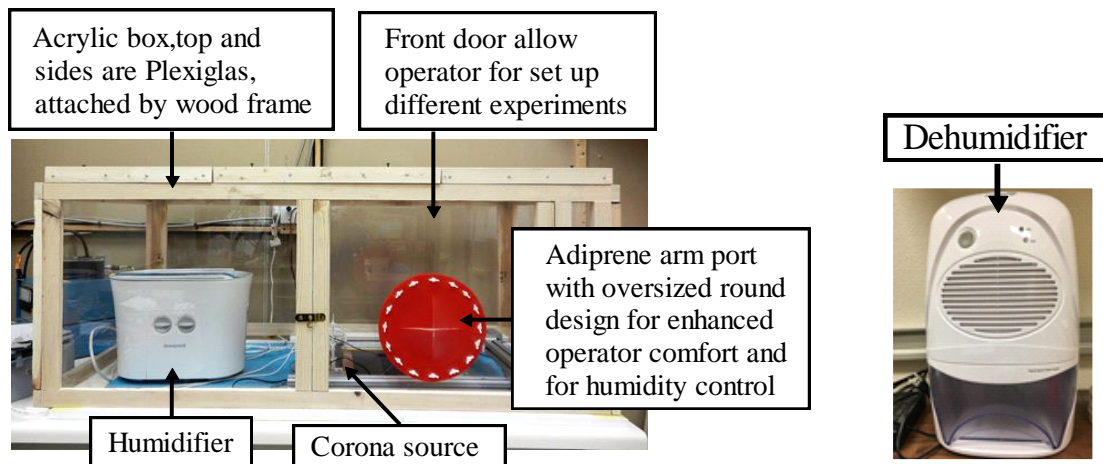 Acrylic box,top and
sides are Plexiglas,
attached by wood frame
Front door allow
operator for set up
different experiments
Dehumidifier
Adiprene arm port
with oversized round
design for enhanced
operator comfort and
for humidity control
Humidifier
Corona source